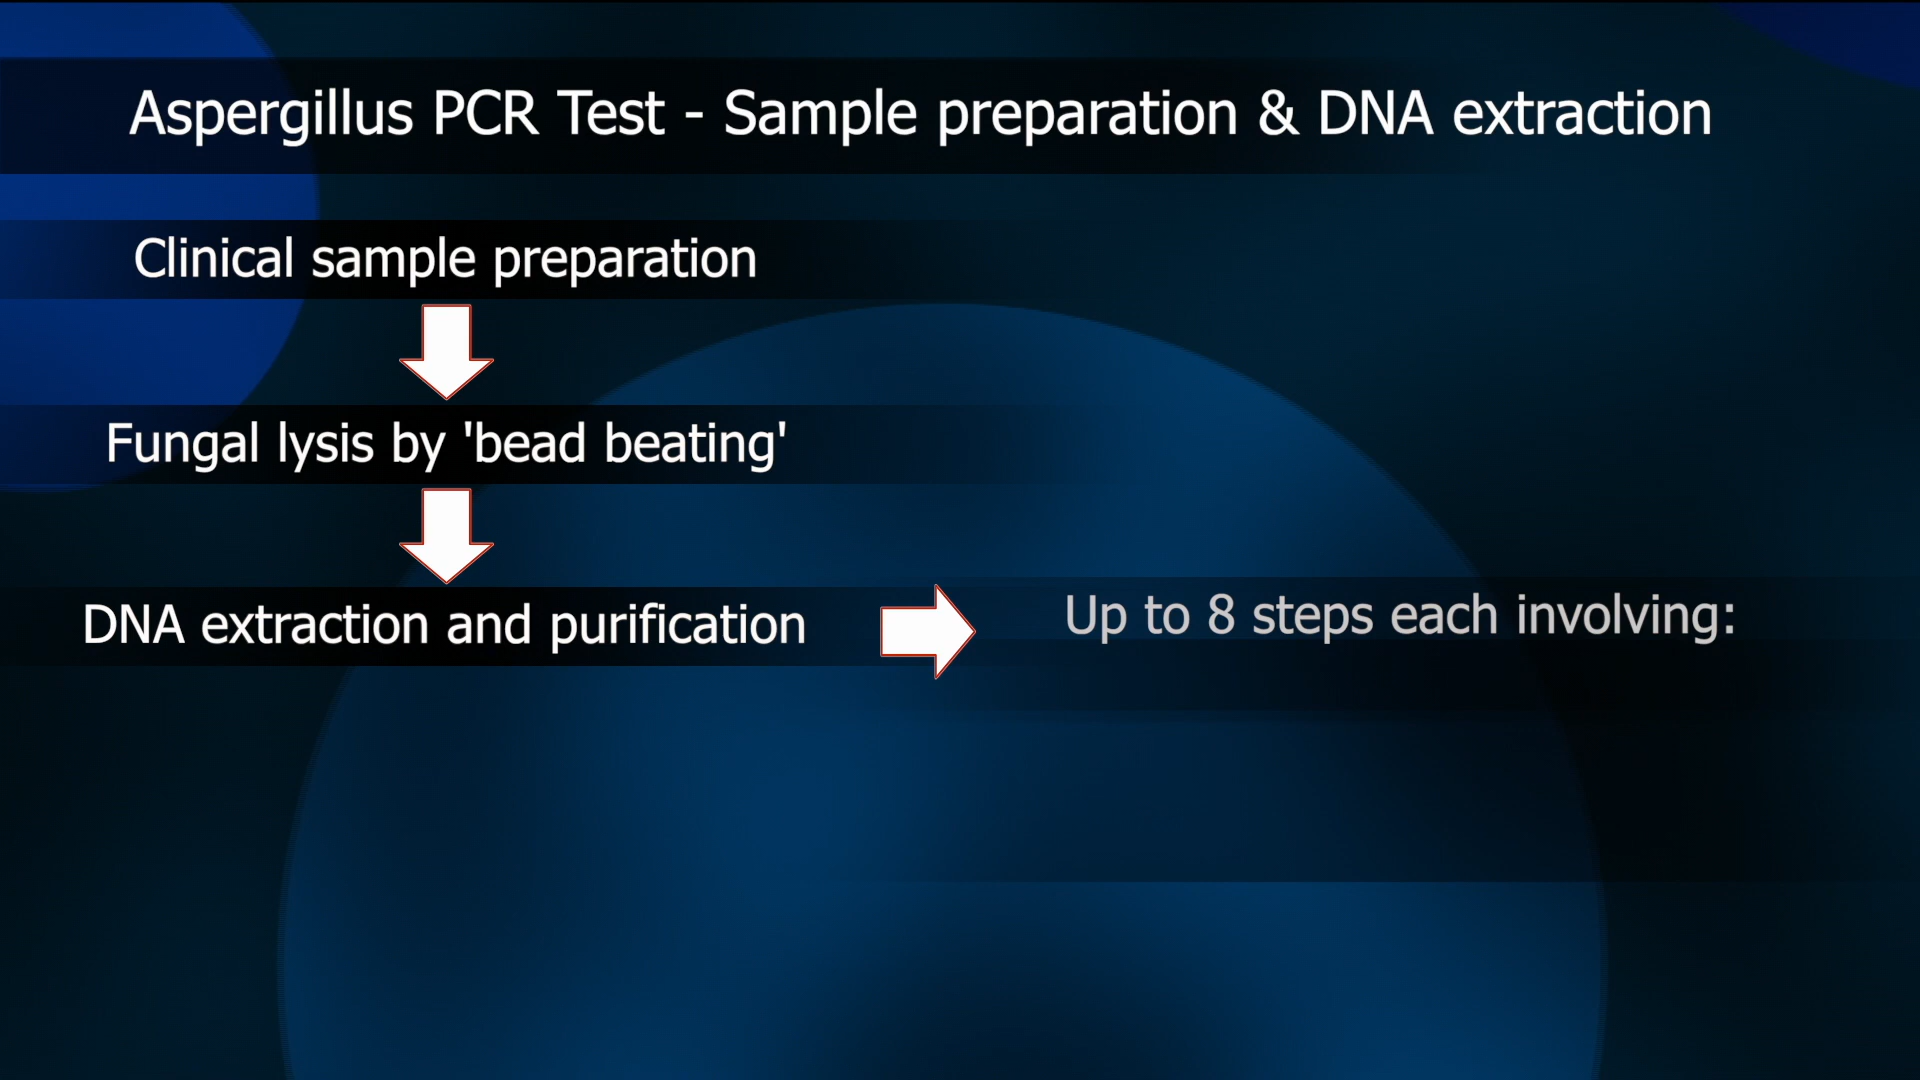 Aspergillus PCR Test - Sample preparation & DNA extraction
Clinical sample preparation
Fungal lysis by 'bead beating'
DNA extraction and purification
Up to 8 steps each involving: